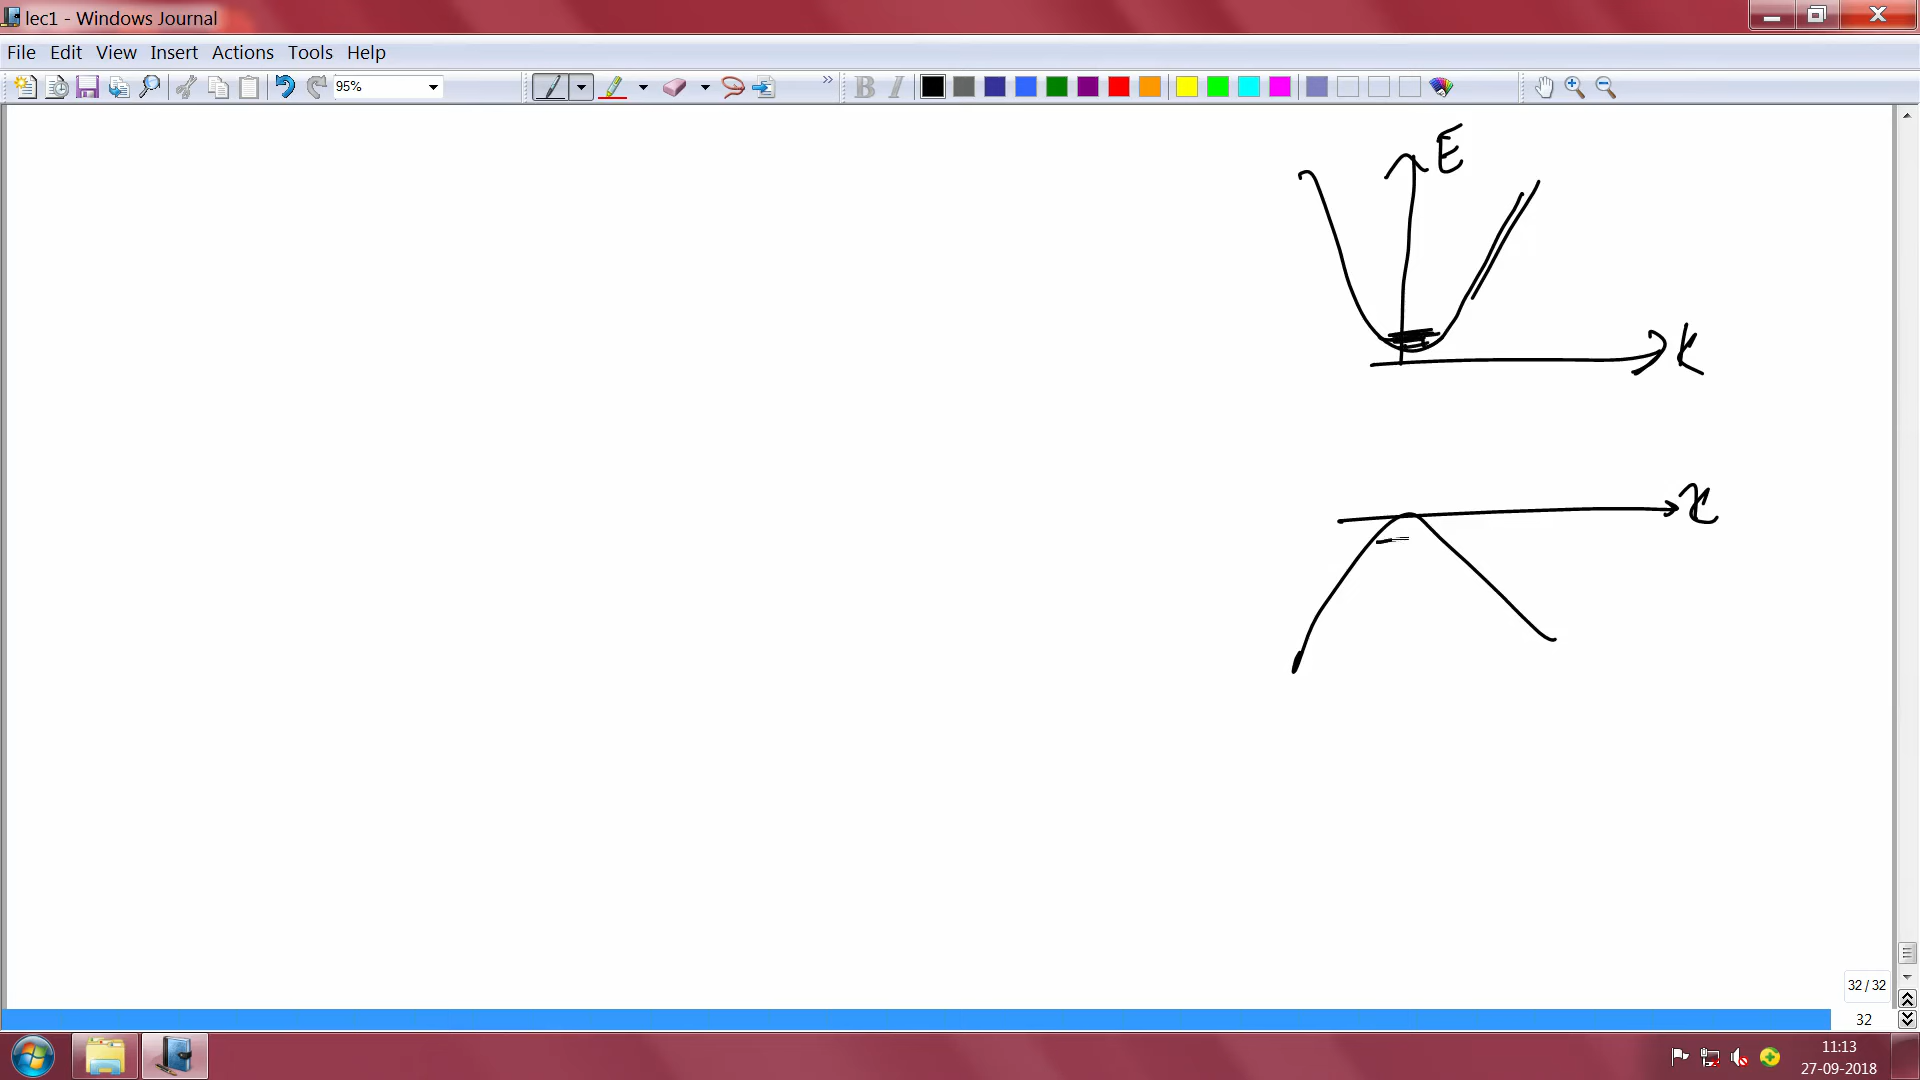 lec1 - Windows Journal
File Edit View Insert Actions Tools Help
95%
B I
E
k
x
32 / 32
32
11:13
27-09-2018